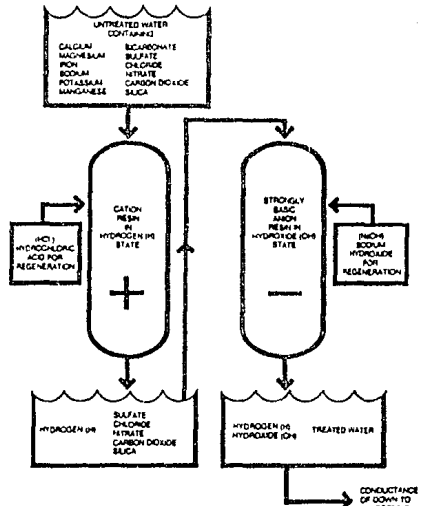 UNTREATED WATER
CONTAINING
CALCIUM BICARBONATE
MAGNESIUM SULFATE
IRON CHLORIDE
SODIUM NITRATE
POTASSIUM CARBON DIOXIDE
MANGANESE SILICA
CATION
RESIN
IN
HYDROGEN (H)
STATE
+
STRONGLY
BASIC
ANION
RESIN IN
HYDROXIDE (OH)
STATE
−
(HCl)
HYDROCHLORIC
ACID FOR
REGENERATION
(NaOH)
SODIUM
HYDROXIDE
FOR
REGENERATION
HYDROGEN (H)
SULFATE
CHLORIDE
NITRATE
CARBON DIOXIDE
SILICA
HYDROGEN (H)
HYDROXIDE (OH)
TREATED WATER
CONDUCTANCE
OF DOWN TO